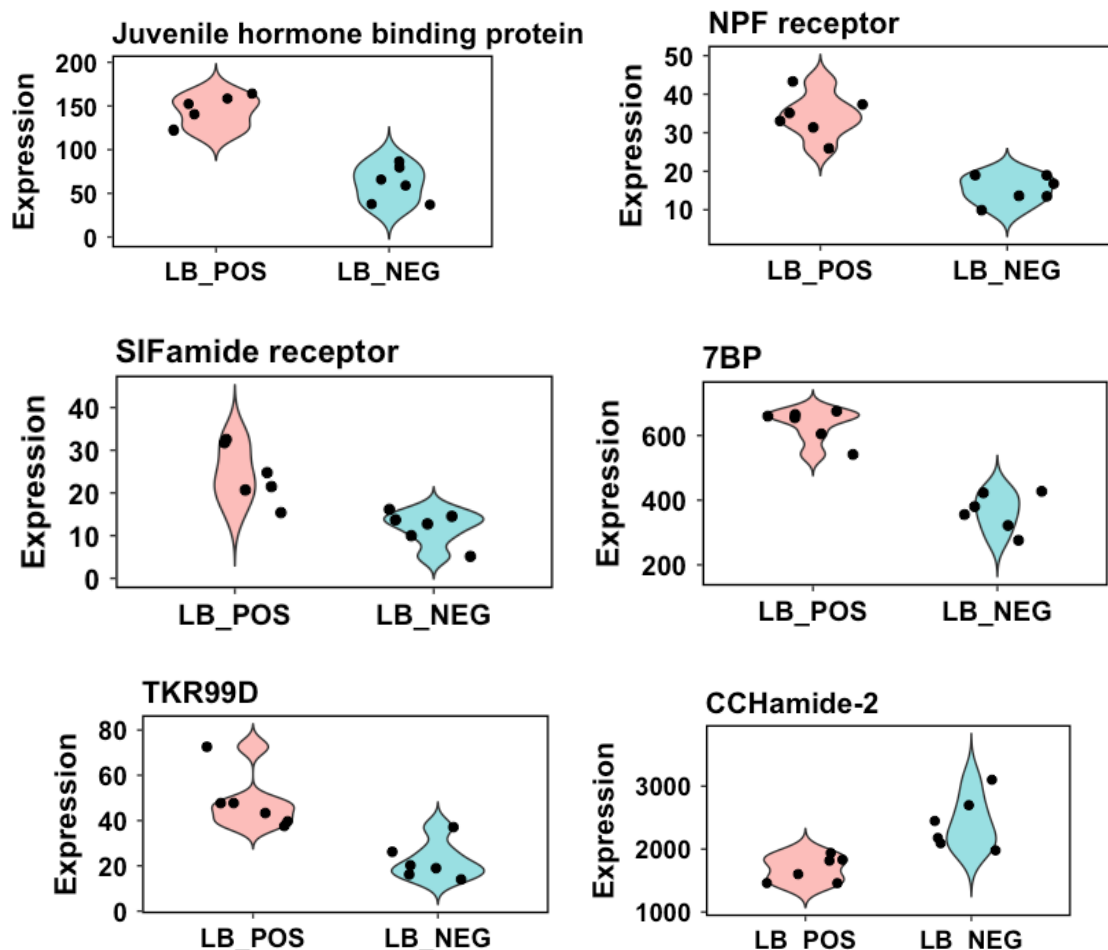 Juvenile hormone binding protein
Expression
200
150
100
50
0
LB_POS LB_NEG
NPF receptor
Expression
50
40
30
20
10
LB_POS LB_NEG
SIFamide receptor
Expression
40
30
20
10
0
LB_POS LB_NEG
7BP
Expression
600
400
200
LB_POS LB_NEG
TKR99D
Expression
80
60
40
20
0
LB_POS LB_NEG
CCHamide-2
Expression
3000
2000
1000
LB_POS LB_NEG